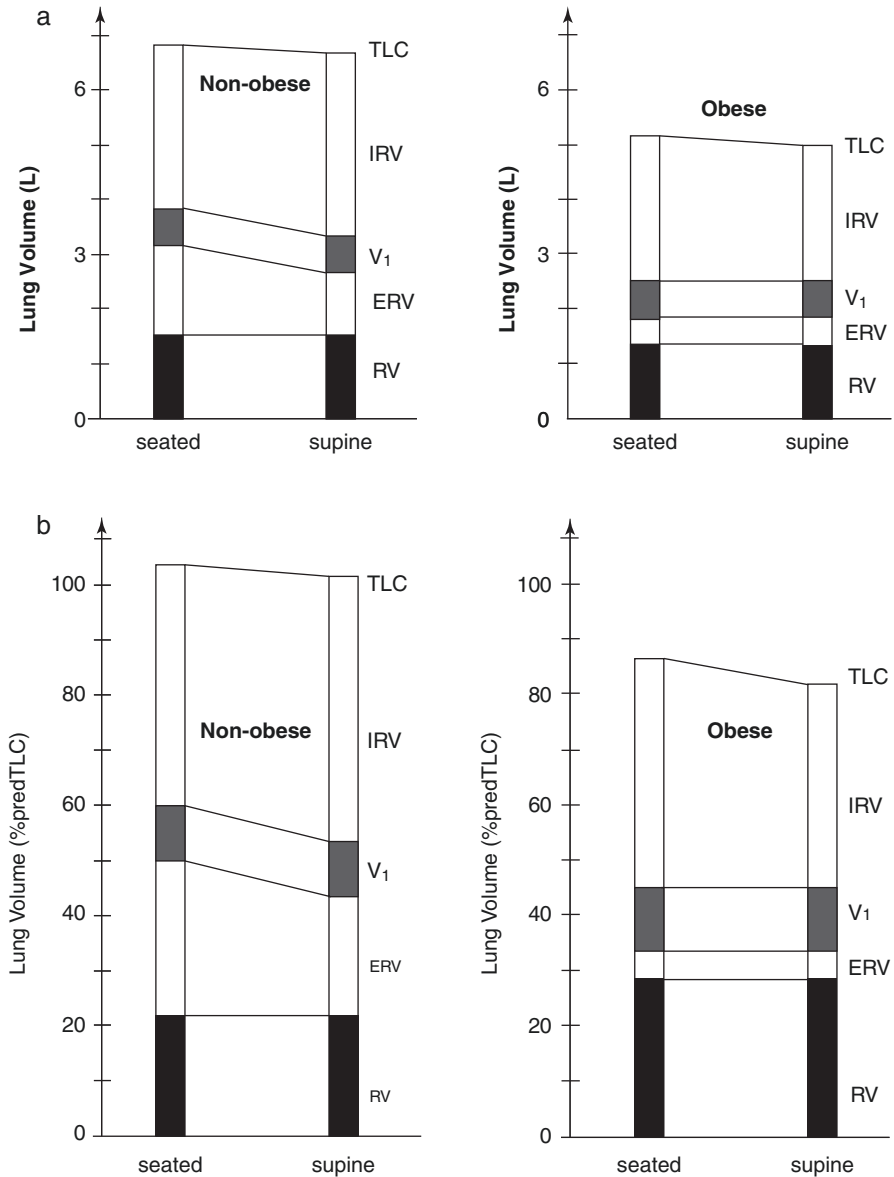 a
Lung Volume (L)
6
3
0
Non-obese
TLC
IRV
V1
ERV
RV
seated supine
Lung Volume (L)
6
3
0
Obese
TLC
IRV
V1
ERV
RV
seated supine
b
Lung Volume (%predTLC)
100
80
60
40
20
0
Non-obese
TLC
IRV
V1
ERV
RV
seated supine
Lung Volume (%predTLC)
100
80
60
40
20
0
Obese
TLC
IRV
V1
ERV
RV
seated supine